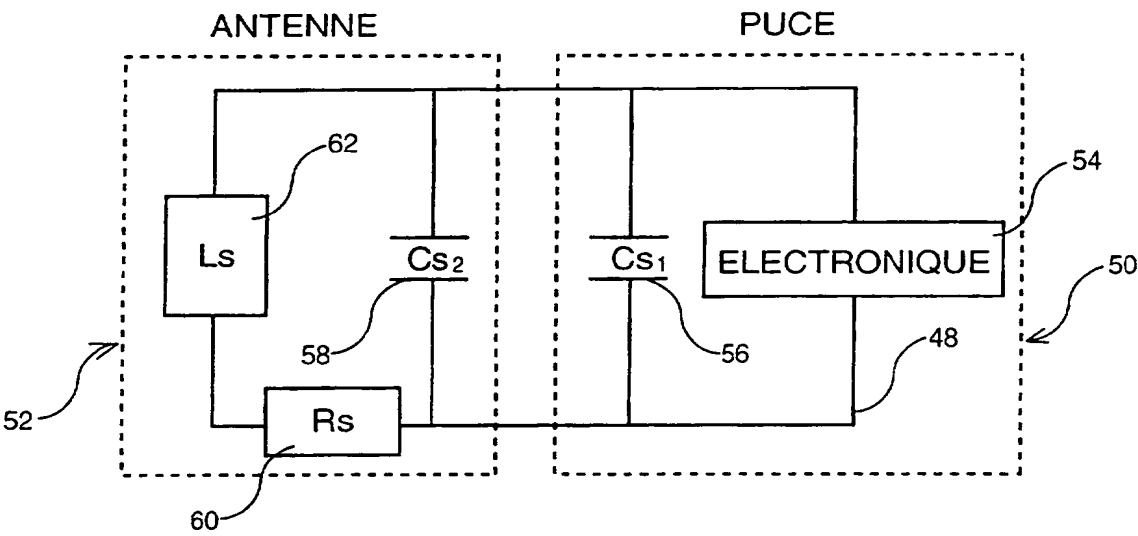 ANTENNE
PUCE
62
54
Ls
Cs2
Cs1
ELECTRONIQUE
50
58
56
48
52
Rs
60